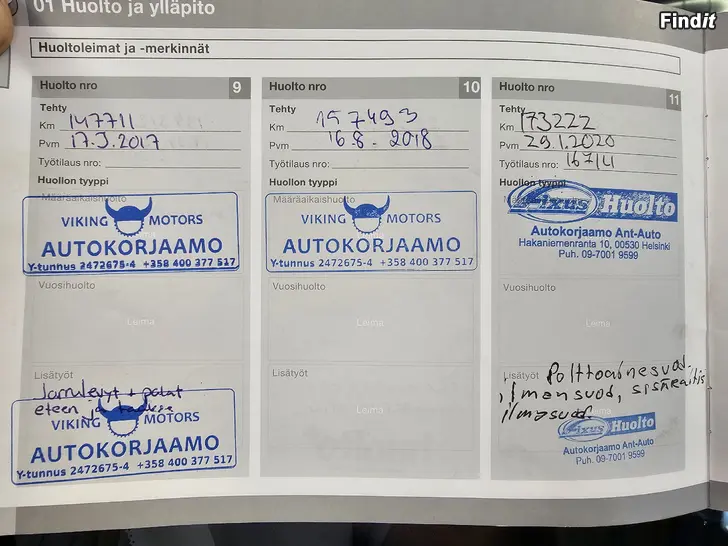 01 Huolto ja ylläpito
Findit
Huoltoleimat ja -merkinnät
Huolto nro 9
Tehty
Km 147711
Pvm 17.3.2017
Työtilaus nro:
Huollon tyyppi
Määräaikaishuolto
VIKING MOTORS
AUTOKORJAAMO
Y-tunnus 2472675-4 +358 400 377 517
Vuosihuolto
Leima
Lisätyöt
Jarrulevyt + palat
eteen ja taakse
VIKING MOTORS
AUTOKORJAAMO
Y-tunnus 2472675-4 +358 400 377 517
Huolto nro 10
Tehty
Km 157493
Pvm 16.8.2018
Työtilaus nro:
Huollon tyyppi
Määräaikaishuolto
VIKING MOTORS
AUTOKORJAAMO
Y-tunnus 2472675-4 +358 400 377 517
Vuosihuolto
Leima
Lisätyöt
Leima
Huolto nro 11
Tehty
Km 173222
Pvm 29.1.2020
Työtilaus nro:
Huollon tyyppi
Fixus Huolto
Autokorjaamo Ant-Auto
Hakaniemenranta 10, 00530 Helsinki
Puh. 09-7001 9599
Vuosihuolto
Leima
Lisätyöt
Fixus Huolto
Autokorjaamo Ant-Auto
Puh. 09-7001 9599